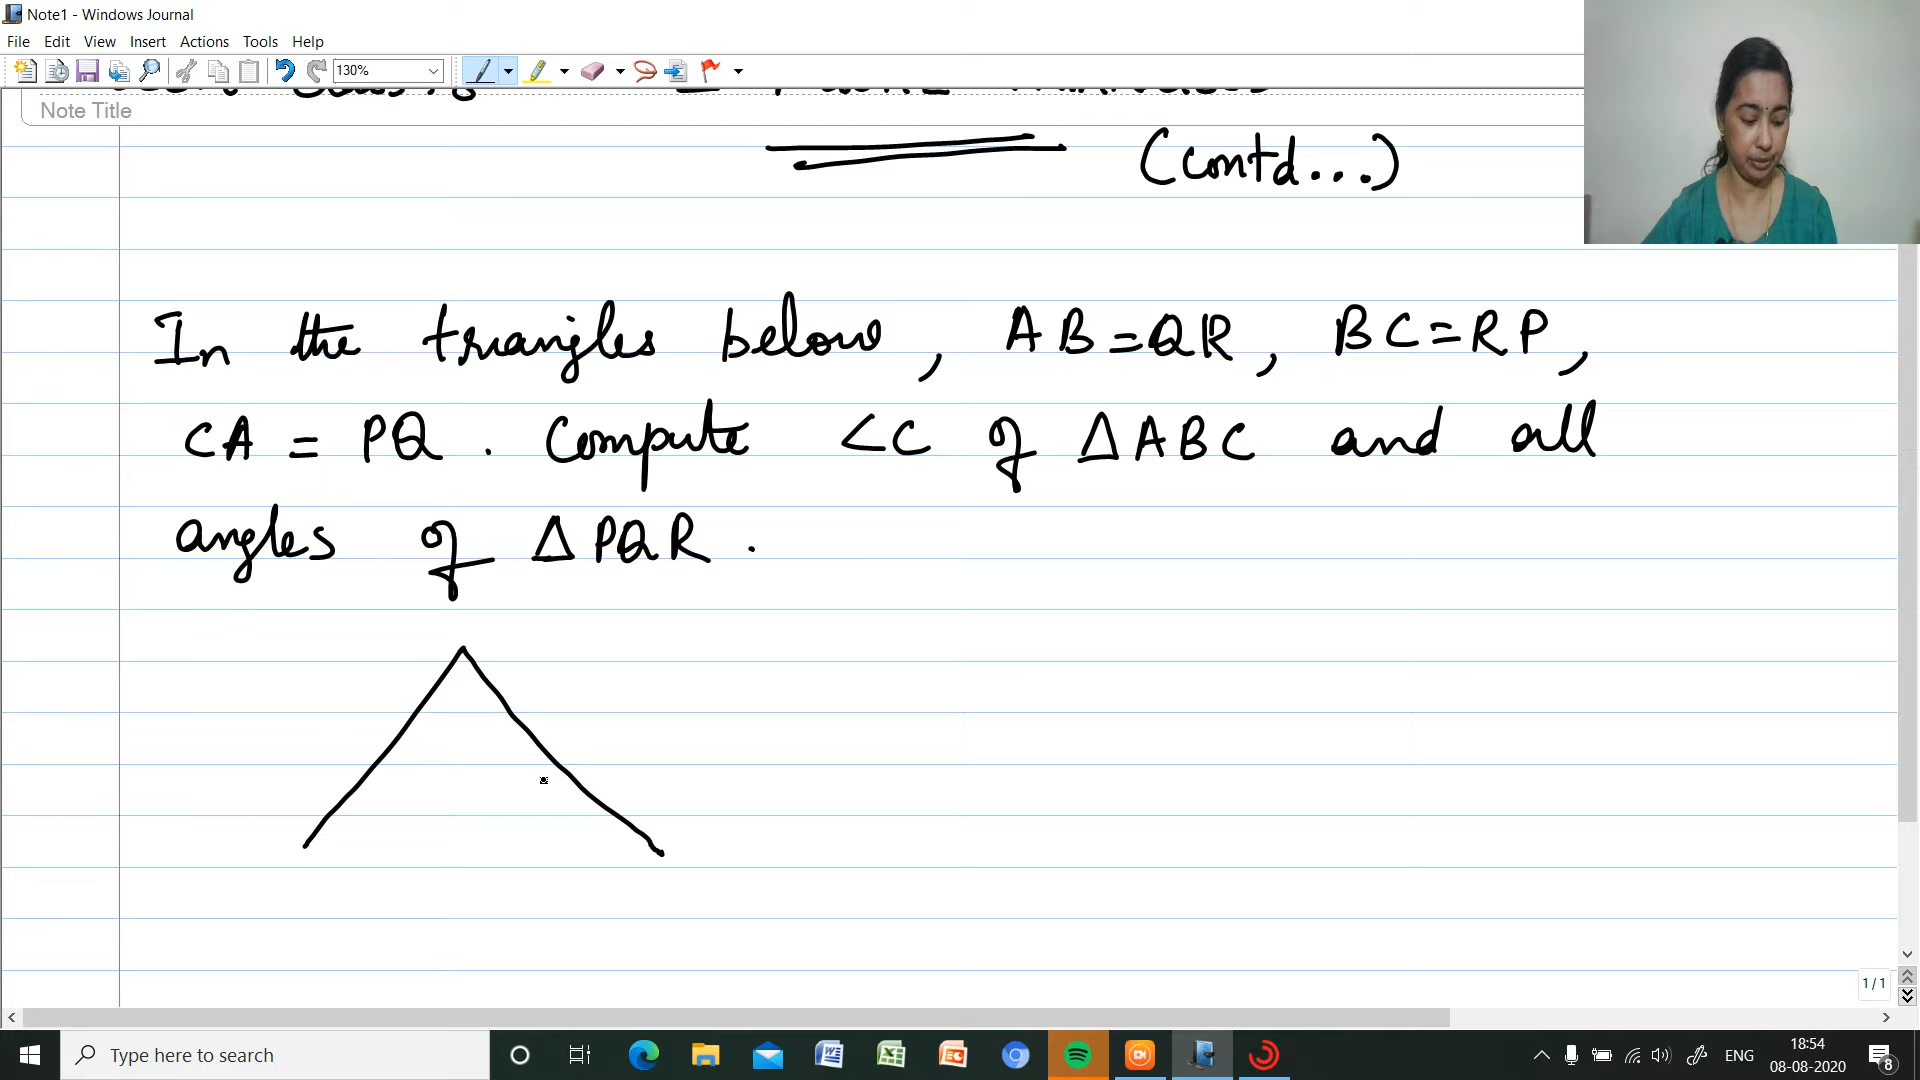 Note1 - Windows Journal
File Edit View Insert Actions Tools Help
130%
Note Title
(contd...)
In the triangles below, AB=QR, BC=RP,
CA = PQ. Compute <C of ΔABC and all
angles of ΔPQR.
1 / 1
Type here to search
ENG
18:54
08-08-2020
8